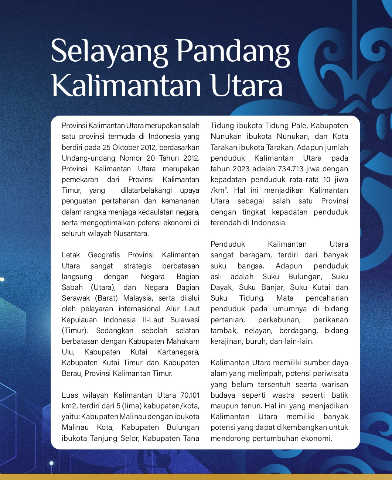 Selayang Pandang
Kalimantan Utara
Provinsi Kalimantan Utara merupakan salah
satu provinsi termuda di Indonesia yang
berdiri pada 25 Oktober 2012, berdasarkan
Undang-undang Nomor 20 Tahun 2012.
Provinsi Kalimantan Utara merupakan
pemekaran dari Provinsi Kalimantan
Timur, yang dilatarbelakangi upaya
penguatan pertahanan dan keamanan
dalam rangka menjaga kedaulatan negara,
serta mengoptimalkan potensi ekonomi di
seluruh wilayah Nusantara.
Letak Geografis Provinsi Kalimantan
Utara sangat strategis berbatasan
langsung dengan Negara Bagian
Sabah (Utara), dan Negara Bagian
Serawak (Barat) Malaysia, serta dilalui
oleh pelayaran internasional Alur Laut
Kepulauan Indonesia II-Laut Sulawesi
(Timur). Sedangkan sebelah selatan
berbatasan dengan Kabupaten Mahakam
Ulu, Kabupaten Kutai Kartanegara,
Kabupaten Kutai Timur dan Kabupaten
Berau, Provinsi Kalimantan Timur.
Luas wilayah Kalimantan Utara 70.101
km2, terdiri dari 5 (lima) kabupaten/kota,
yaitu: Kabupaten Malinau dengan ibukota
Malinau Kota, Kabupaten Bulungan
ibukota Tanjung Selor, Kabupaten Tana
Tidung ibukota Tidung Pale, Kabupaten
Nunukan ibukota Nunukan, dan Kota
Tarakan ibukota Tarakan. Adapun jumlah
penduduk Kalimantan Utara pada
tahun 2023 adalah 734.713 jiwa dengan
kepadatan penduduk rata-rata 10 jiwa
/km². Hal ini menjadikan Kalimantan
Utara sebagai salah satu Provinsi
dengan tingkat kepadatan penduduk
terendah di Indonesia.
Penduduk Kalimantan Utara
sangat beragam, terdiri dari banyak
suku bangsa. Adapun penduduk
asli adalah Suku Bulungan, Suku
Dayak, Suku Banjar, Suku Kutai dan
Suku Tidung. Mata pencaharian
penduduk pada umumnya di bidang
pertanian, perkebunan, perikanan
tambak, nelayan, berdagang, bidang
kerajinan, buruh, dan lain-lain.
Kalimantan Utara memiliki sumber daya
alam yang melimpah, potensi pariwisata
yang belum tersentuh seerta warisan
budaya seperti wastra seperti batik
maupun tenun. Hal ini yang menjadikan
Kalimantan Utara memiliki banyak
potensi yang dapat dikembangkan untuk
mendorong pertumbuhan ekonomi.